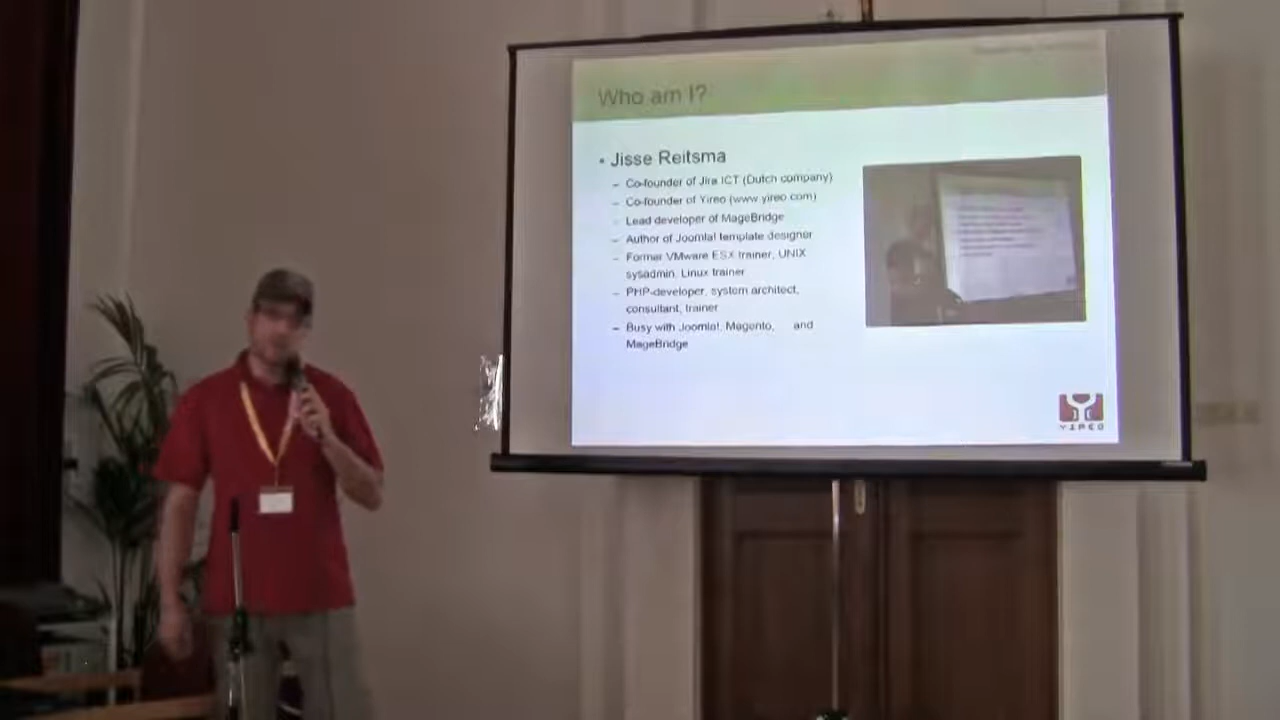 Who am I?
• Jisse Reitsma
– Co-founder of Jira ICT (Dutch company)
– Co-founder of Yireo (www.yireo.com)
– Lead developer of MageBridge
– Author of Joomla! template designer
– Former VMware ESX trainer, UNIX
sysadmin, Linux trainer
– PHP-developer, system architect,
consultant, trainer
– Busy with Joomla!, Magento, and
MageBridge
YIREO